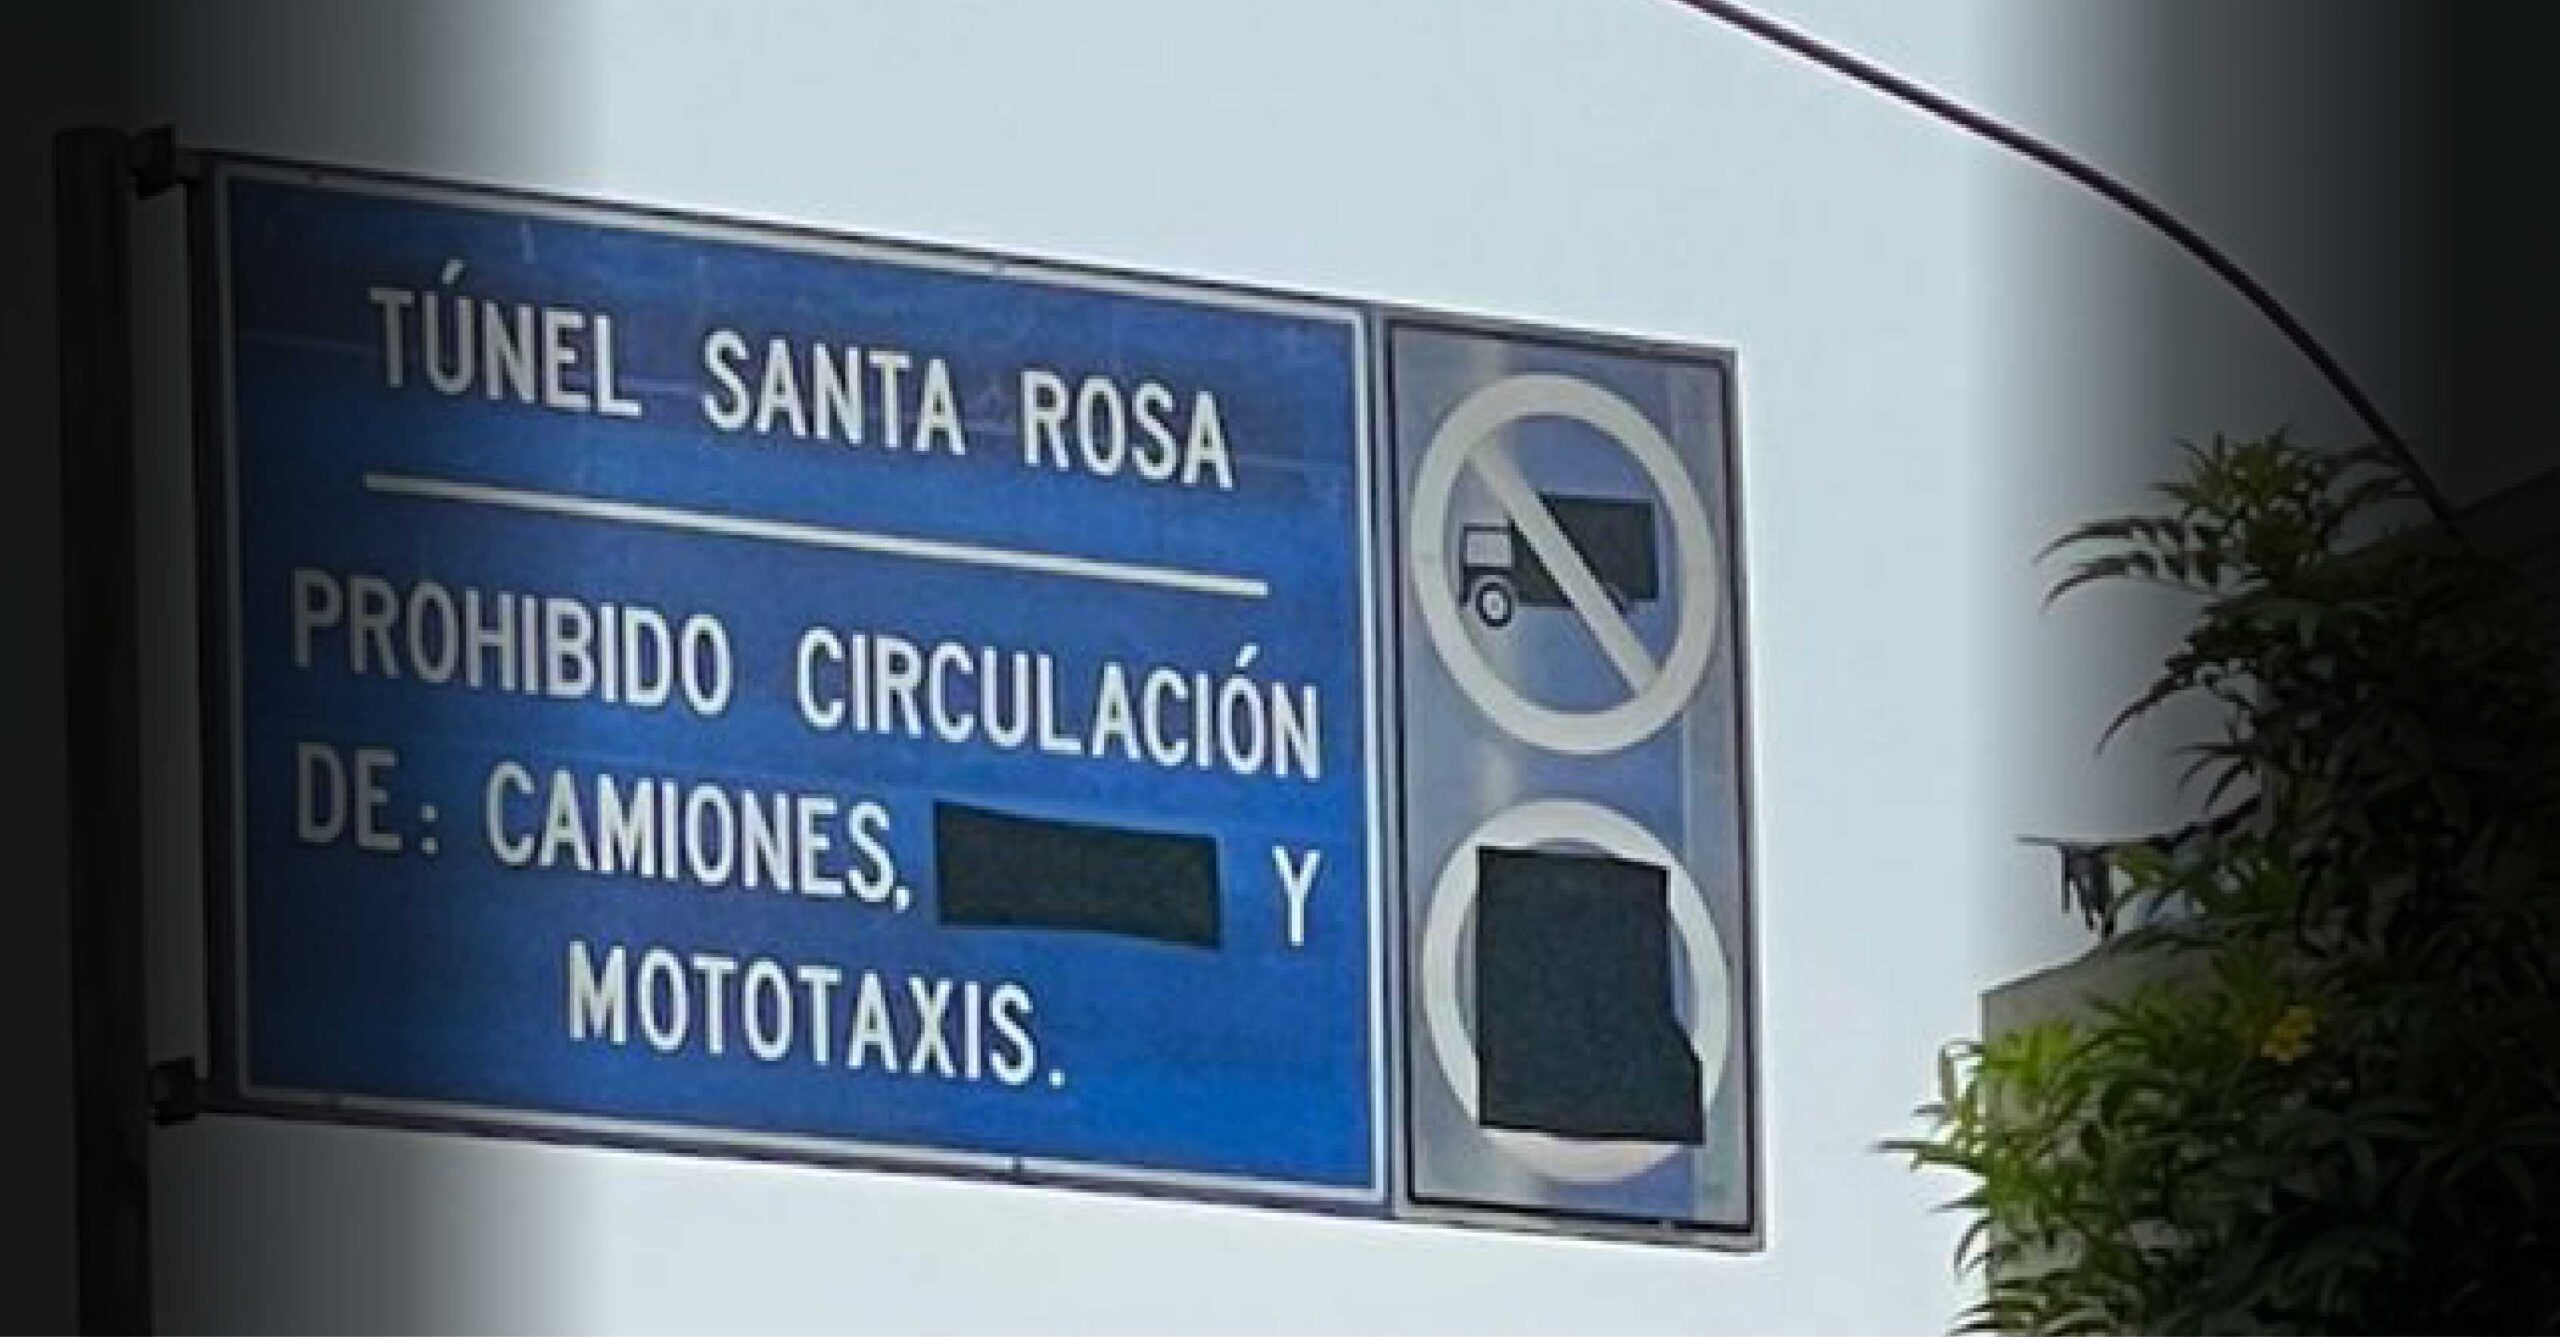 TÚNEL SANTA ROSA
PROHIBIDO CIRCULACIÓN
DE: CAMIONES, Y
MOTOTAXIS.